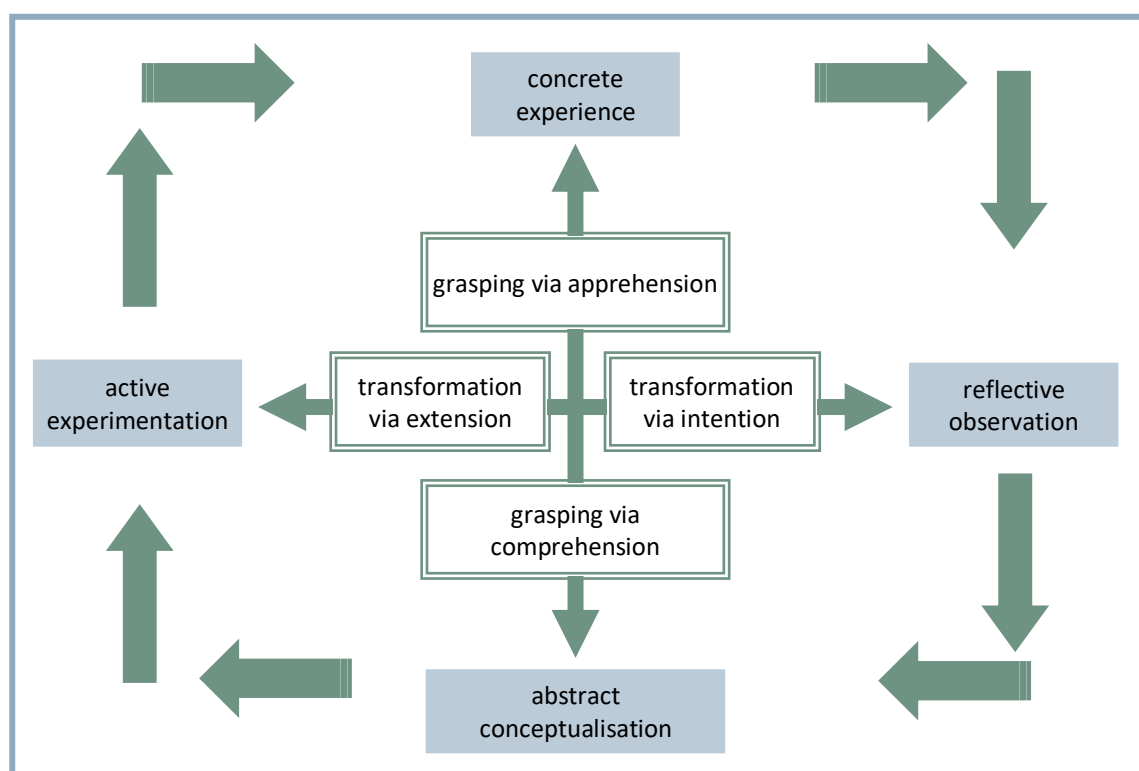 concrete
experience
grasping via apprehension
active
experimentation
transformation
via extension
transformation
via intention
reflective
observation
grasping via
comprehension
abstract
conceptualisation